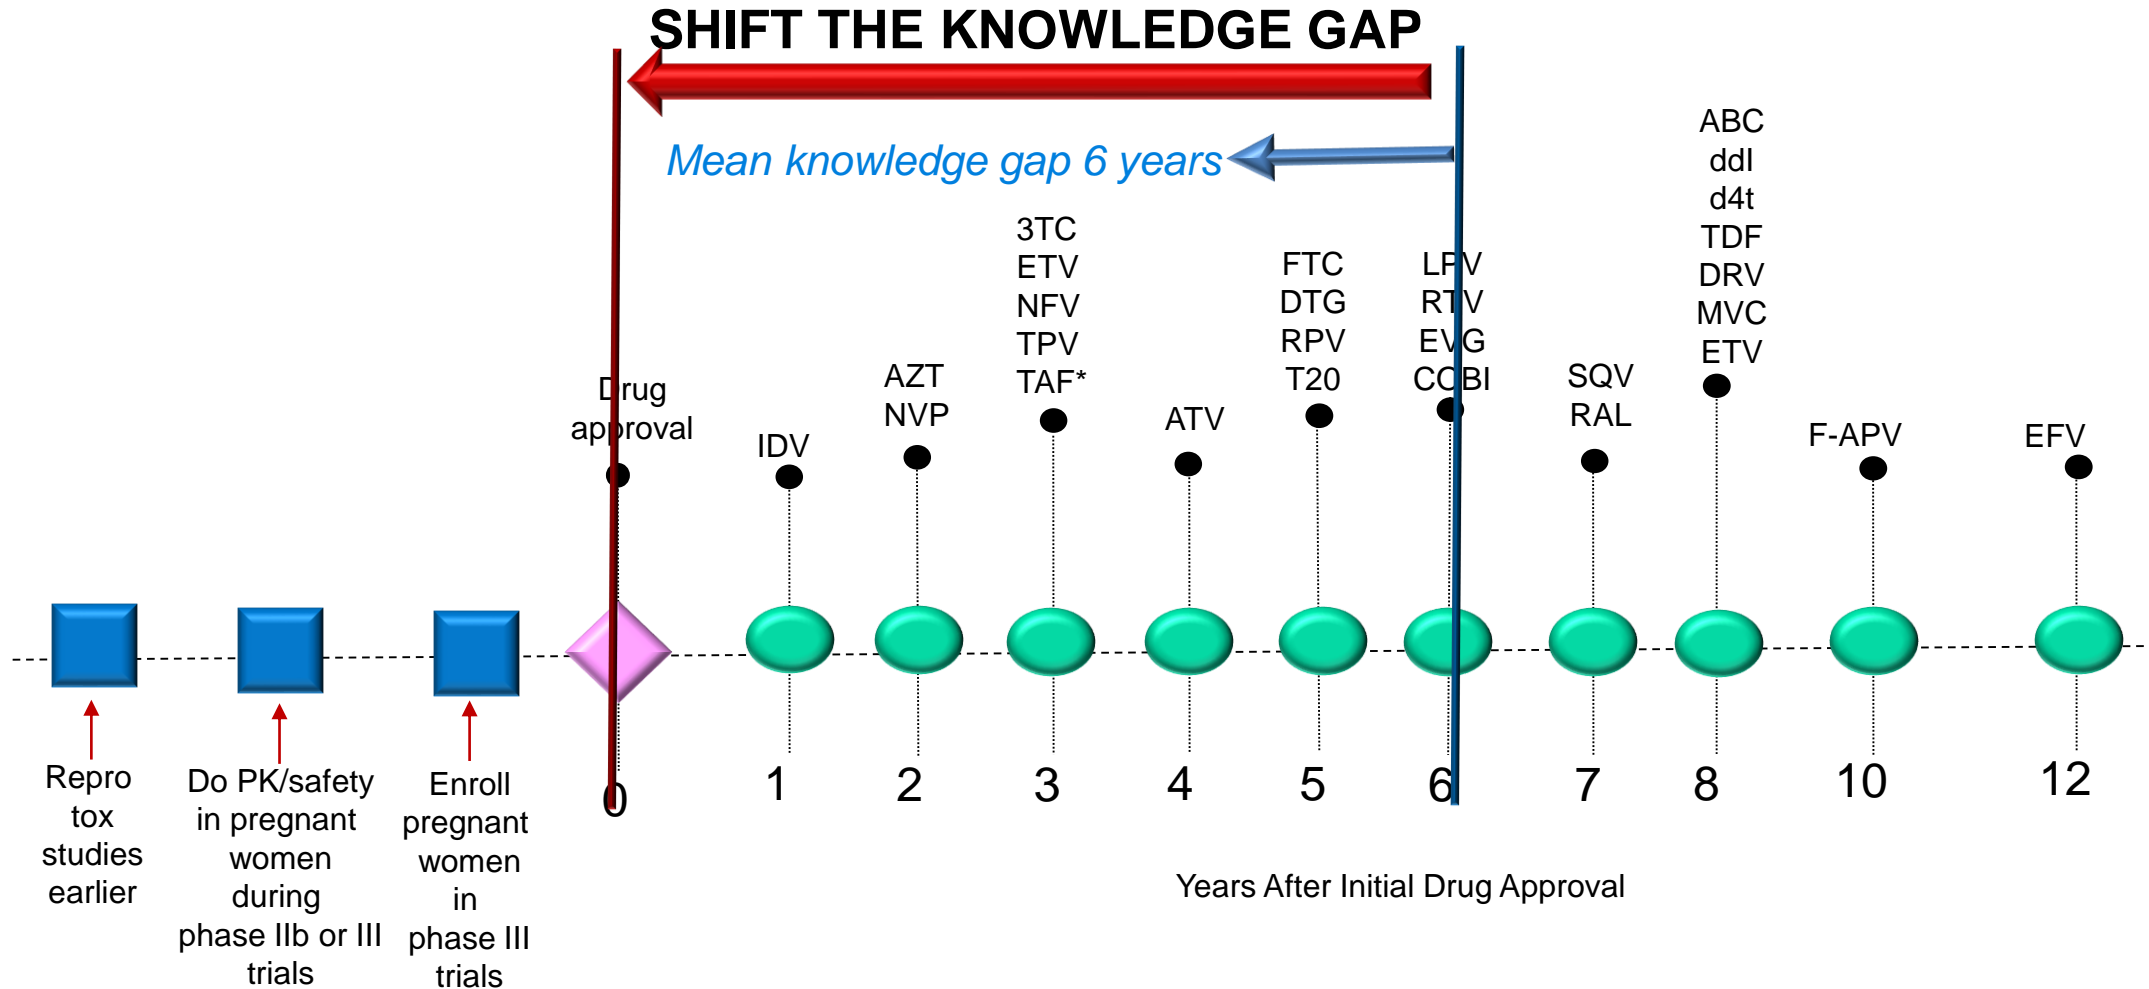 SHIFT THE KNOWLEDGE GAP
Mean knowledge gap 6 years
Drug
approval
IDV
AZT
NVP
3TC
ETV
NFV
TPV
TAF*
ATV
FTC
DTG
RPV
T20
LPV
RTV
EVG
COBI
SQV
RAL
ABC
ddI
d4t
TDF
DRV
MVC
ETV
F-APV
EFV
0
1
2
3
4
5
6
7
8
10
12
Repro
tox
studies
earlier
Do PK/safety
in pregnant
women
during
phase IIb or III
trials
Enroll
pregnant
women
in
phase III
trials
Years After Initial Drug Approval